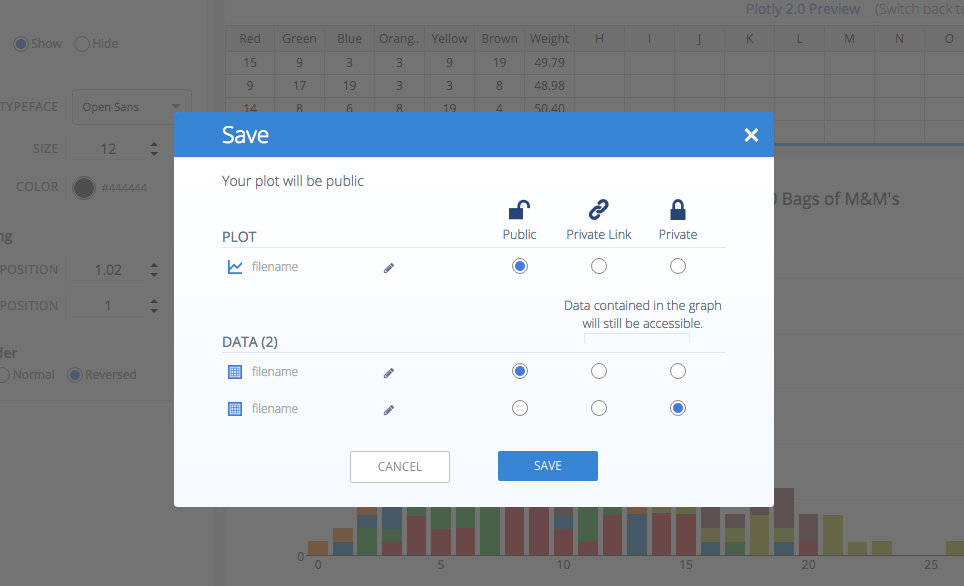 Plotly 2.0 Preview (Switch back to
Show Hide
Red Green Blue Orang.. Yellow Brown Weight H I J K L M N O
15 9 3 3 9 19 49.79
9 17 19 3 3 8 48.98
14 8 6 8 19 4 50.40
TYPEFACE Open Sans
SIZE 12
COLOR #444444
ng
POSITION 1.02
POSITION 1
der
Normal Reversed
Save
Your plot will be public
Public Private Link Private
PLOT
filename
Data contained in the graph
will still be accessible.
DATA (2)
filename
filename
CANCEL SAVE
Bags of M&M's
0
0 5 10 15 20 25